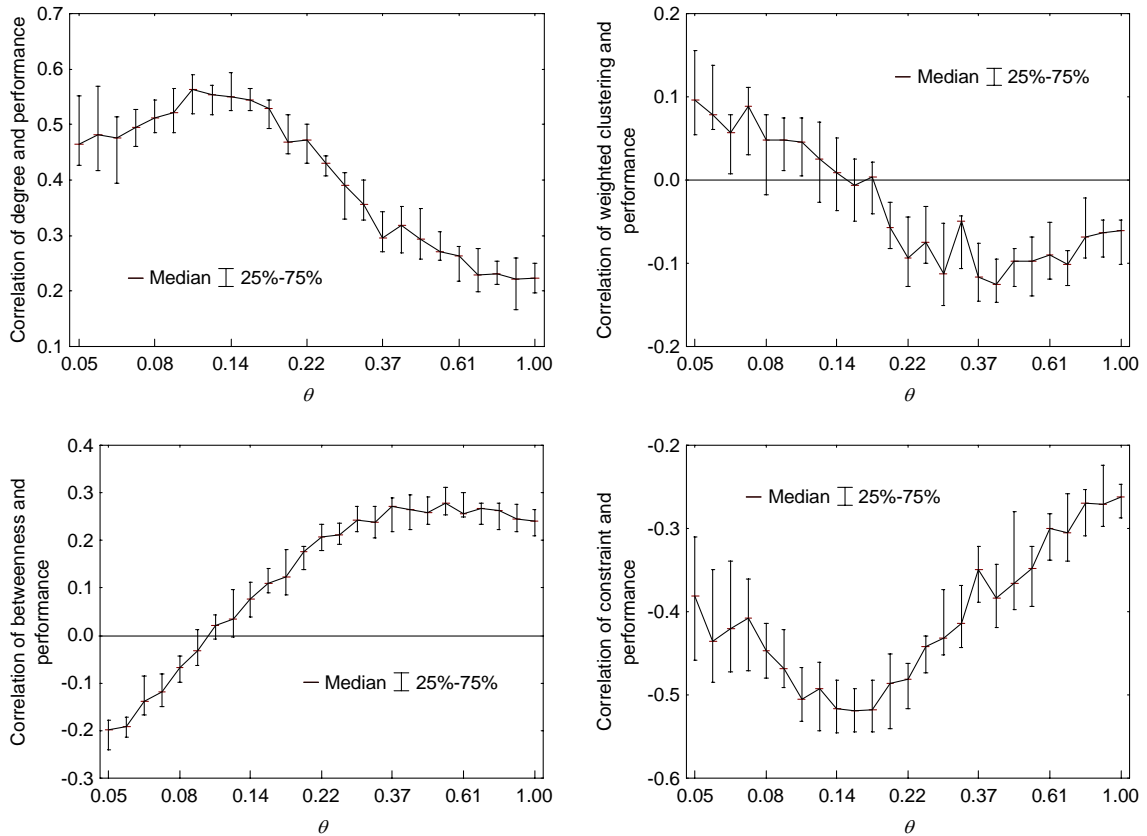 Correlation of degree and performance
0.7
0.6
0.5
0.4
0.3
0.2
0.1
Median 25%-75%
0.05 0.08 0.14 0.22 0.37 0.61 1.00
θ
Correlation of weighted clustering and
performance
0.2
0.1
0.0
-0.1
-0.2
Median 25%-75%
0.05 0.08 0.14 0.22 0.37 0.61 1.00
θ
Correlation of betweenness and
performance
0.4
0.3
0.2
0.1
0.0
-0.1
-0.2
-0.3
Median 25%-75%
0.05 0.08 0.14 0.22 0.37 0.61 1.00
θ
Correlation of constraint and
performance
-0.2
-0.3
-0.4
-0.5
-0.6
Median 25%-75%
0.05 0.08 0.14 0.22 0.37 0.61 1.00
θ